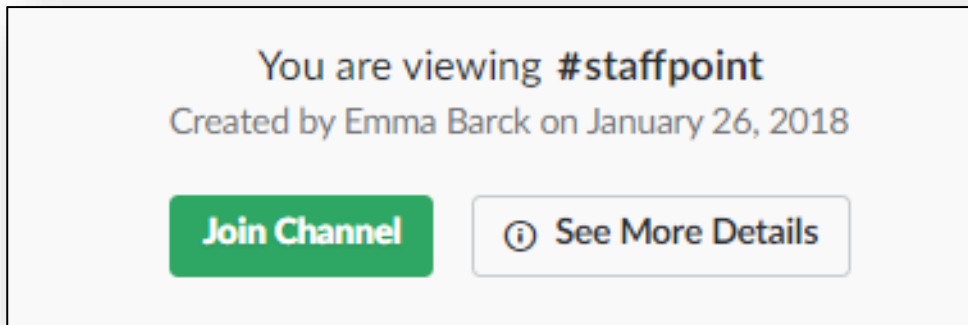 You are viewing #staffpoint
Created by Emma Barck on January 26, 2018
Join Channel
See More Details